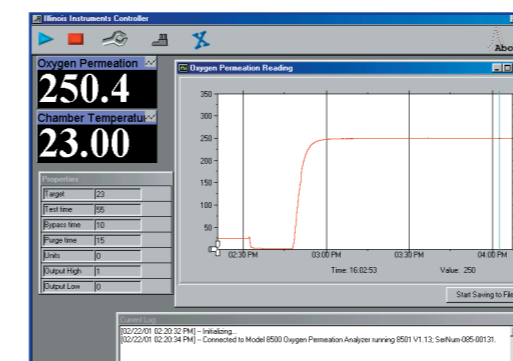 Illinois Instruments Controller
Abo
Oxygen Permeation
250.4
Chamber Temperatu
23.00
Oxygen Permeation Reading
350
300
250
200
150
100
50
0
02:30 PM 03:00 PM 03:30 PM 04:00 PM
Time: 16:02:53 Value: 250
Start Saving to File
Properties
Target 23
Test time 55
Bypass time 10
Purge time 15
Units 0
Output High 1
Output Low 0
Current Log
[02/22/01 02:20:32 PM] -- Initializing...
[02/22/01 02:20:34 PM] -- Connected to Model 8500 Oxygen Permeation Analyzer running 8501 V1.13; SerNum-085-00131.